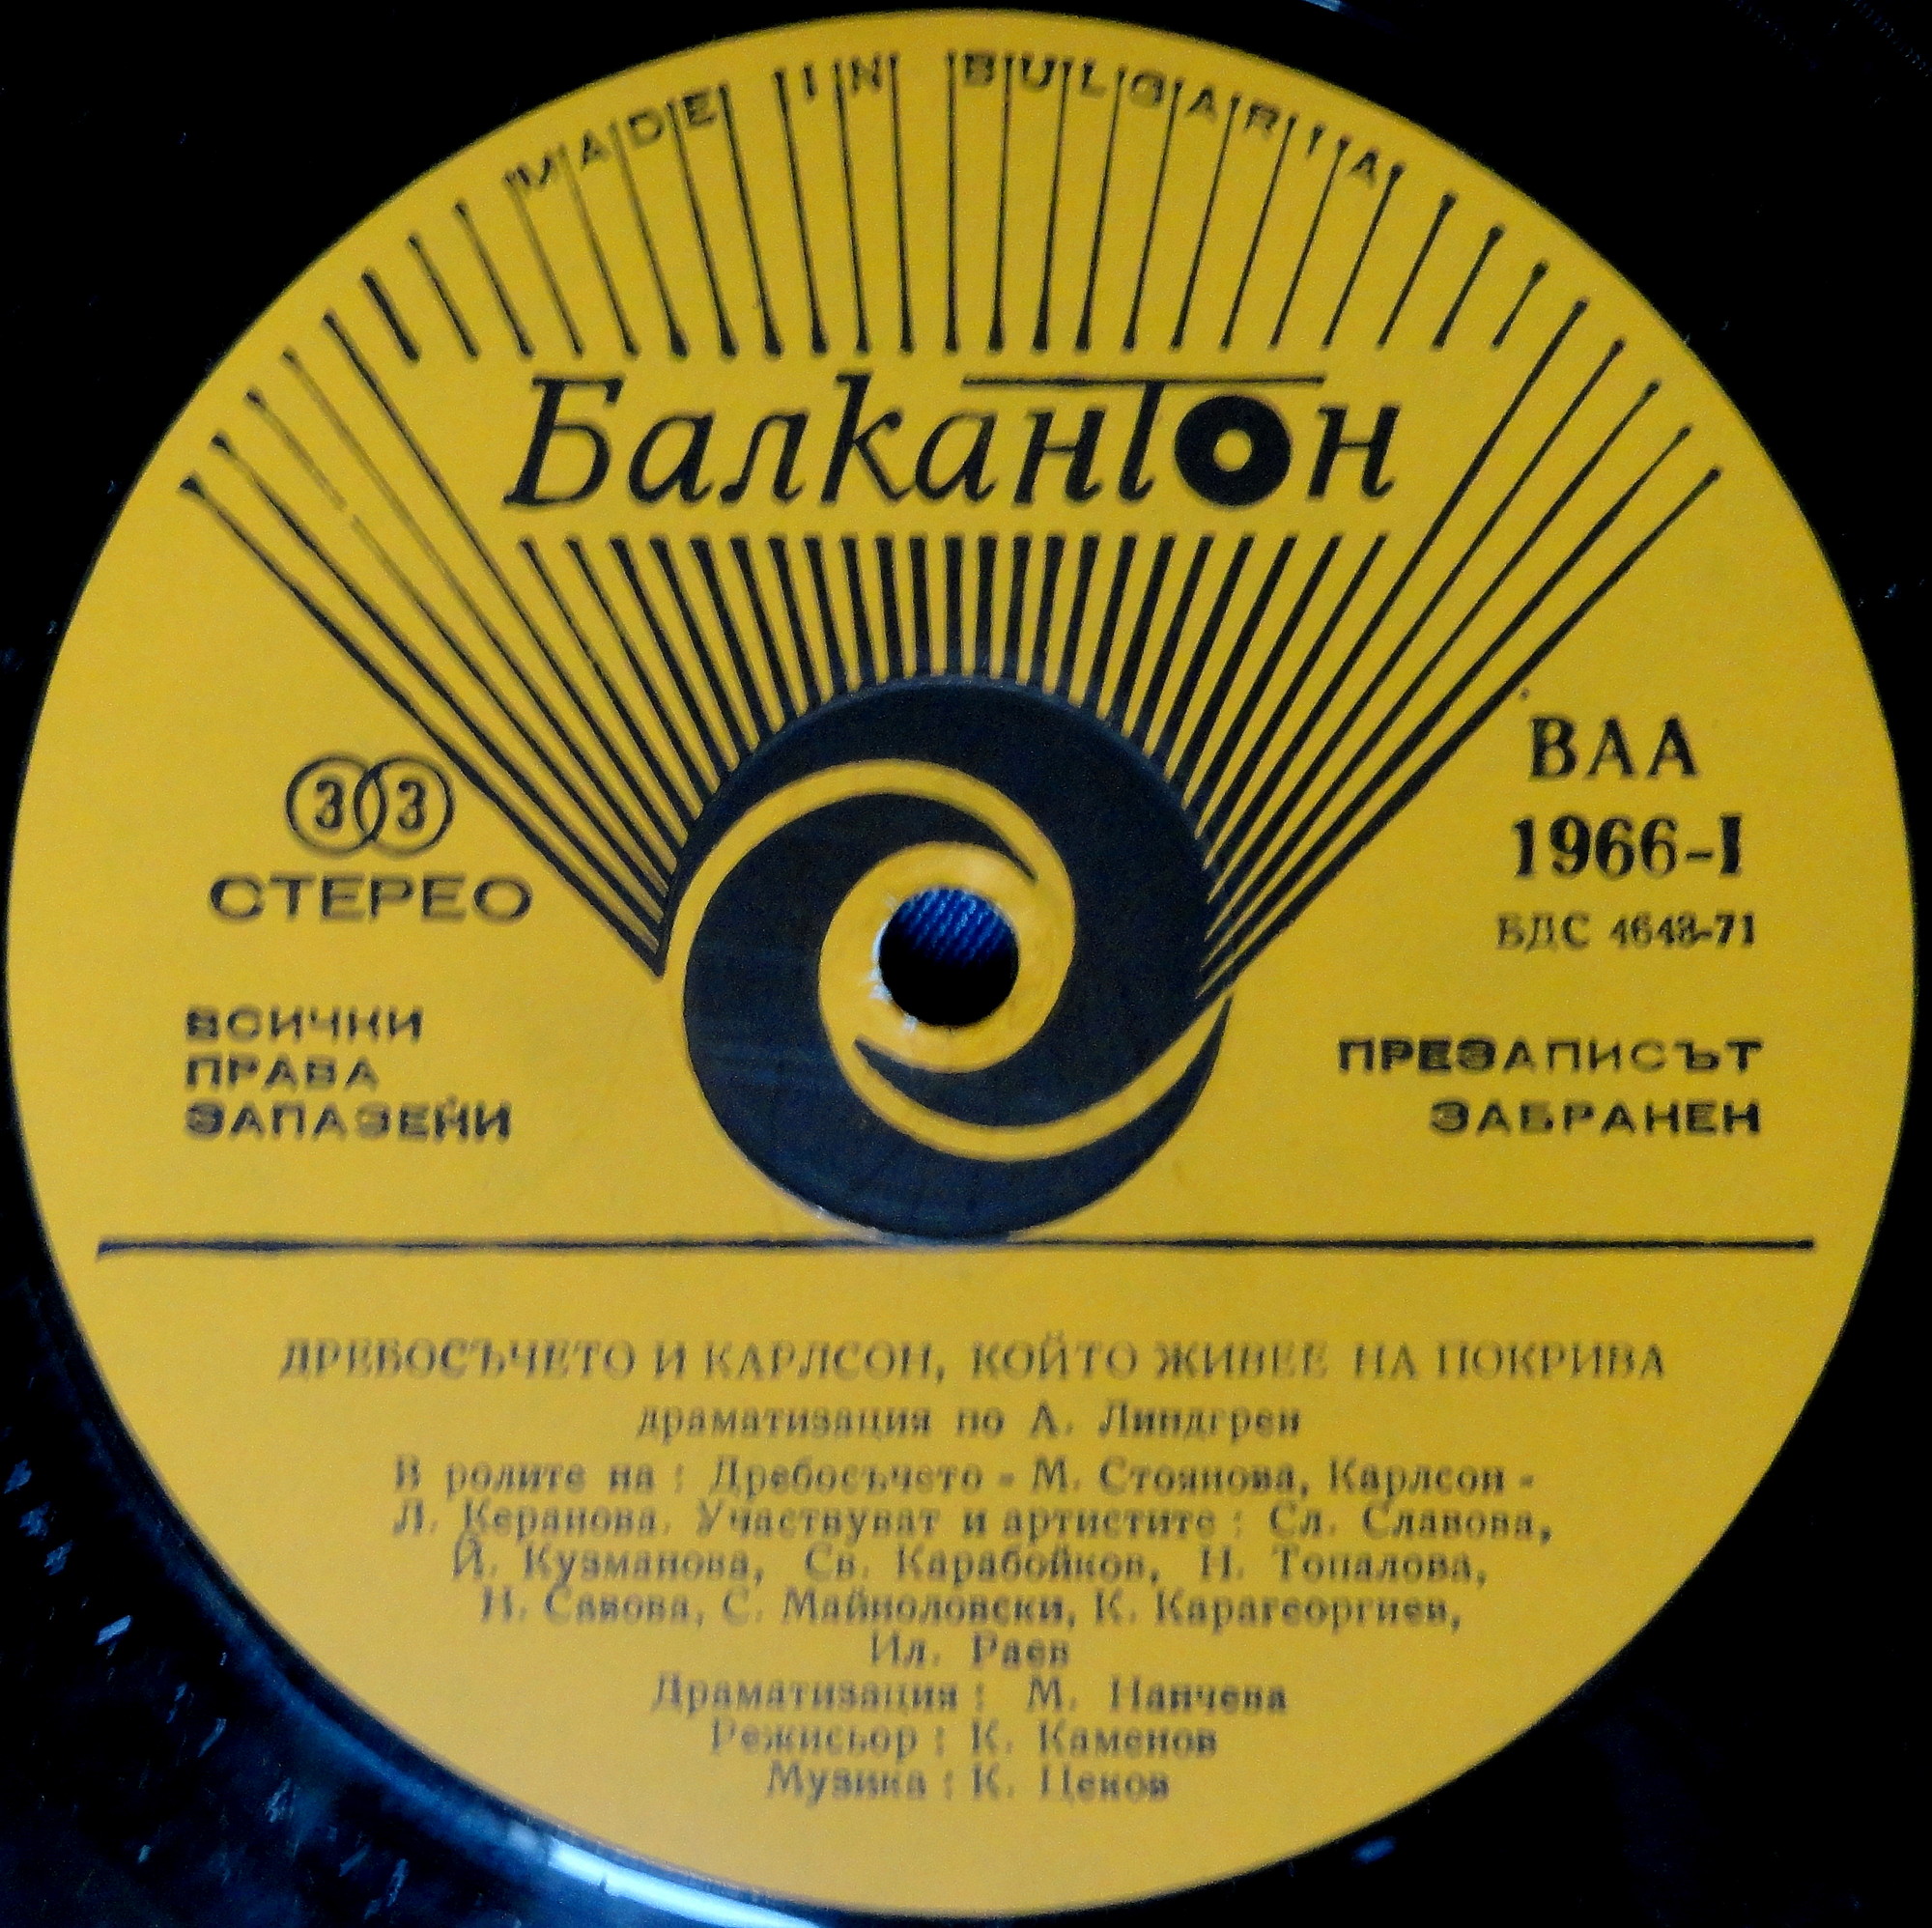 MADE IN BULGARIA
Балкантон
33
СТЕРЕО
ВАА
1966-I
БДС 4643-71
ВСИЧКИ
ПРАВА
ЗАПАЗЕНИ
ПРЕЗАПИСЪТ
ЗАБРАНЕН
ДРЕБОСЪЧЕТО И КАРЛСОН, КОЙТО ЖИВЕЕ НА ПОКРИВА
драматизация по А. Линдгрен
В ролите на : Дребосъчето - М. Стоянова, Карлсон -
Л. Керанова. Участвуват и артистите : Сл. Славова,
Й. Кузманова, Св. Карабойков, Н. Топалова,
Н. Савова, С. Майноловски, К. Карагеоргиев,
Ил. Раев
Драматизация : М. Нанчева
Режисьор : К. Каменов
Музика : К. Ценов